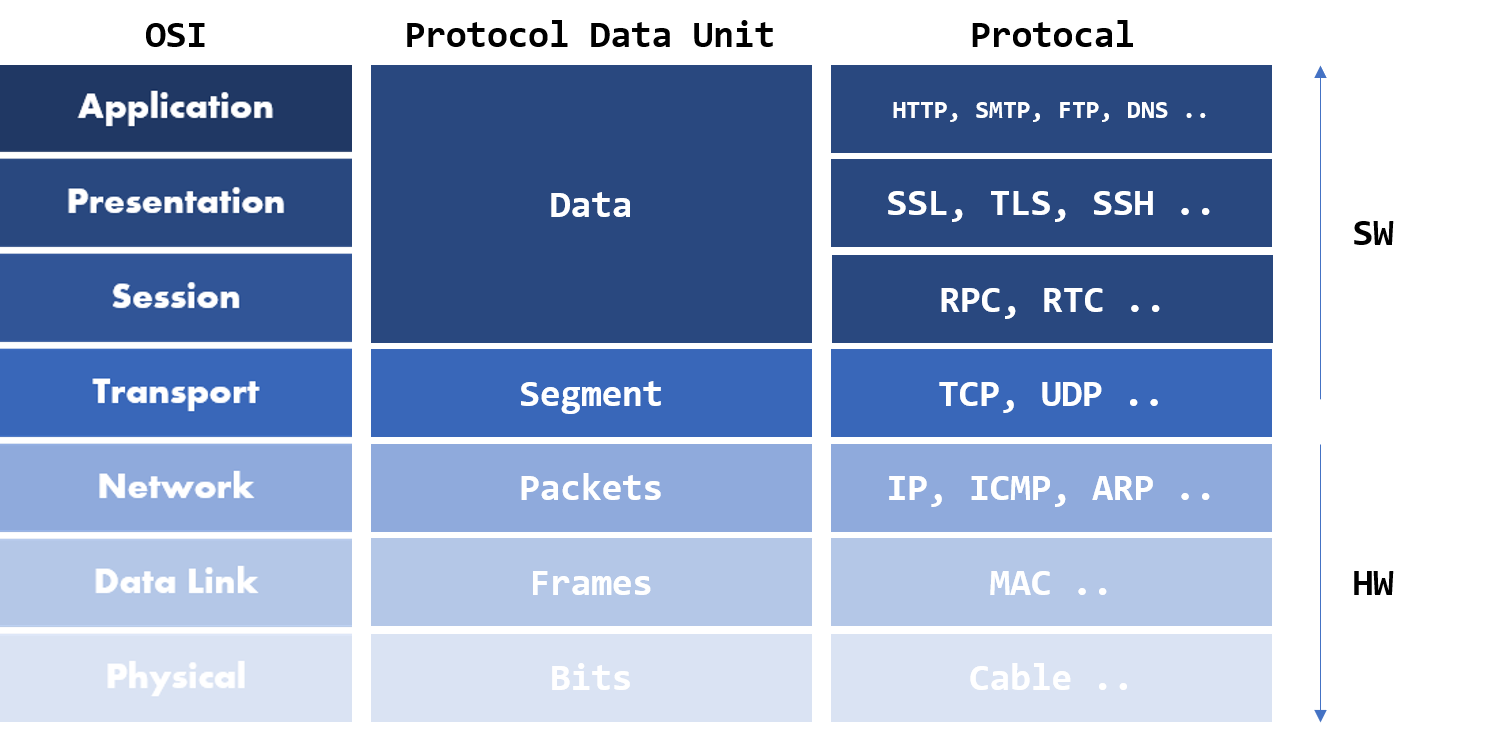 OSI
Protocol Data Unit
Protocal
Application
Data
HTTP, SMTP, FTP, DNS ..
Presentation
SSL, TLS, SSH ..
Session
RPC, RTC ..
SW
Transport
Segment
TCP, UDP ..
Network
Packets
IP, ICMP, ARP ..
Data Link
Frames
MAC ..
HW
Physical
Bits
Cable ..